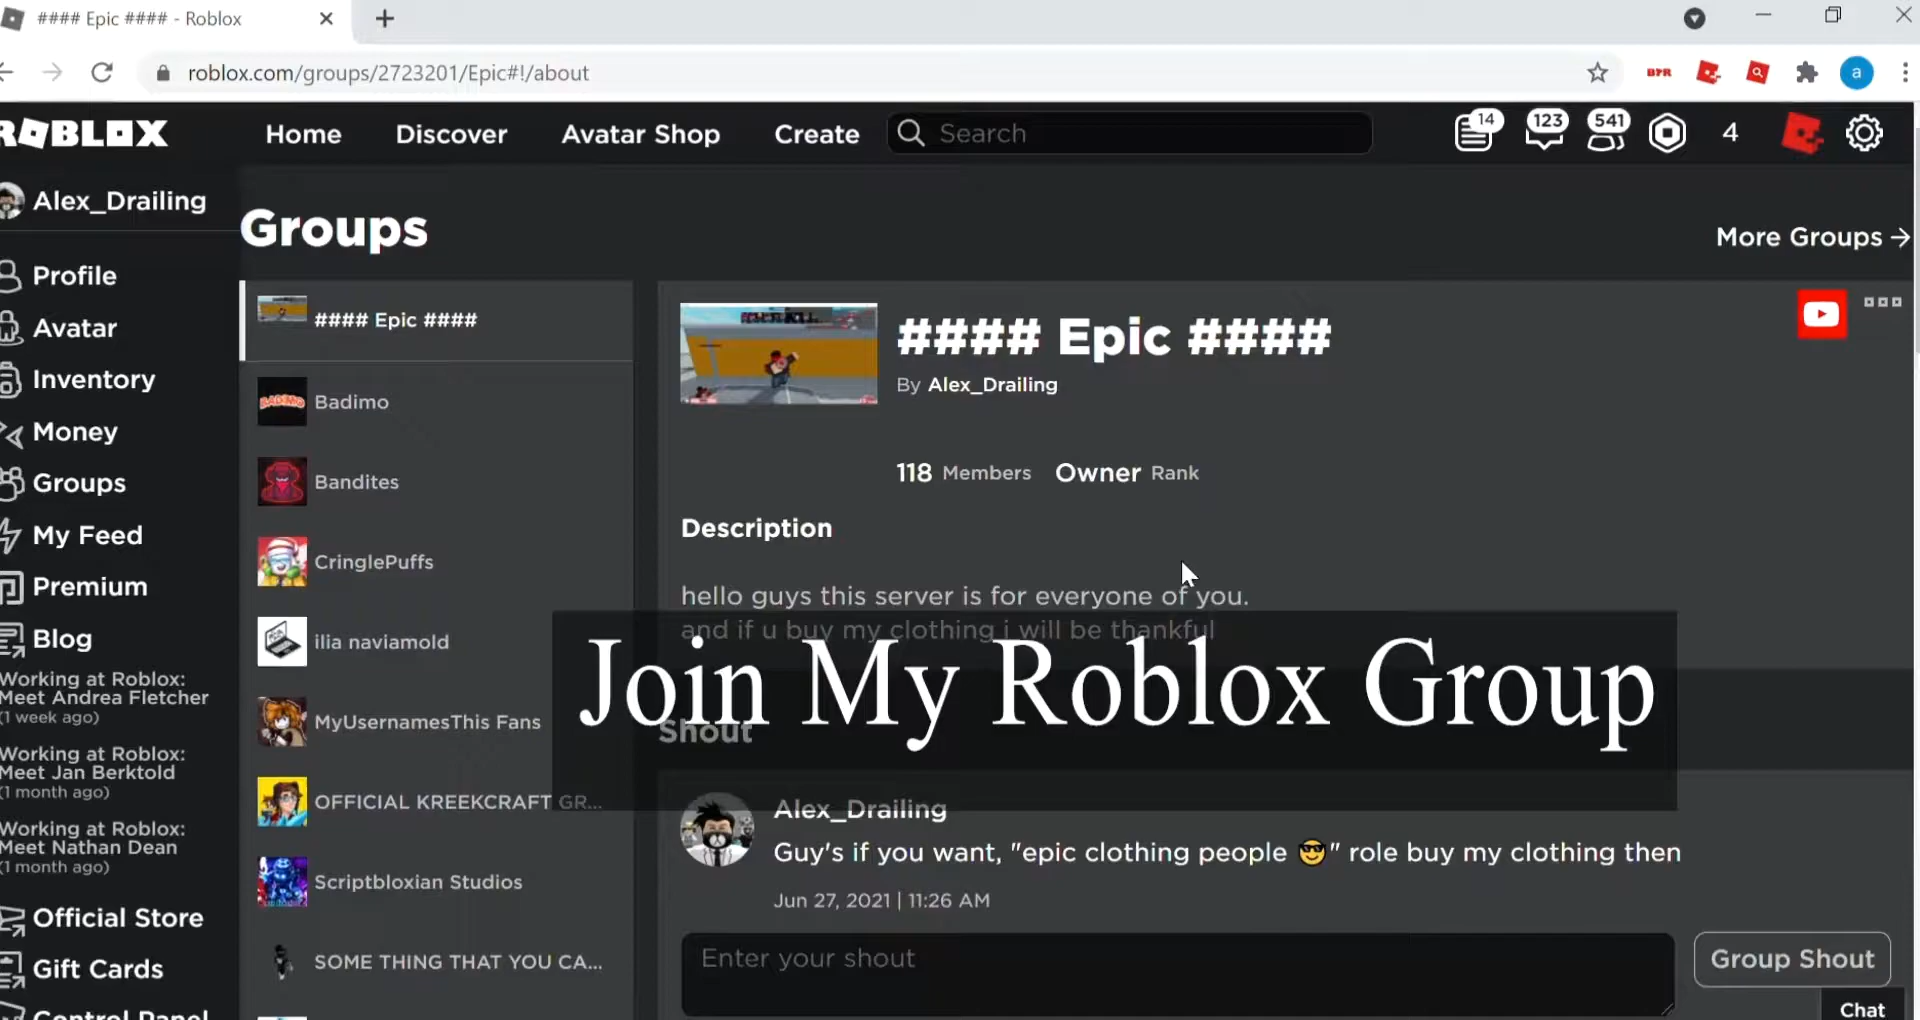 #### Epic #### - Roblox
roblox.com/groups/2723201/Epic#!/about
BTR
a
ROBLOX
Home
Discover
Avatar Shop
Create
Search
14
123
541
4
Alex_Drailing
Profile
Avatar
Inventory
Money
Groups
My Feed
Premium
Blog
Working at Roblox:
Meet Andrea Fletcher
(1 week ago)
Working at Roblox:
Meet Jan Berktold
(1 month ago)
Working at Roblox:
Meet Nathan Dean
(1 month ago)
Official Store
Gift Cards
Control Panel
Groups
More Groups
#### Epic ####
Badimo
Bandites
CringlePuffs
ilia naviamold
MyUsernamesThis Fans
OFFICIAL KREEKCRAFT GR...
Scriptbloxian Studios
SOME THING THAT YOU CA...
#### Epic ####
By Alex_Drailing
118 Members Owner Rank
Description
hello guys this server is for everyone of you.
and if u buy my clothing i will be thankful
Join My Roblox Group
Shout
Alex_Drailing
Guy's if you want, "epic clothing people 😎" role buy my clothing then
Jun 27, 2021 | 11:26 AM
Enter your shout
Group Shout
Chat